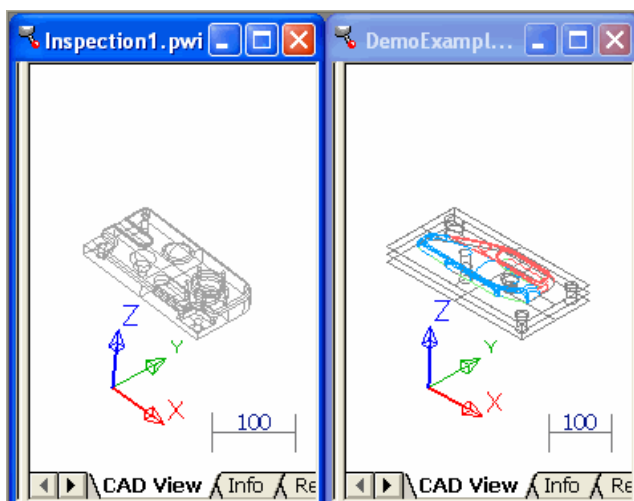 Inspection1.pwi
DemoExampl...
Z
Y
X
100
CAD View
Info
Re
Z
Y
X
100
CAD View
Info
Re